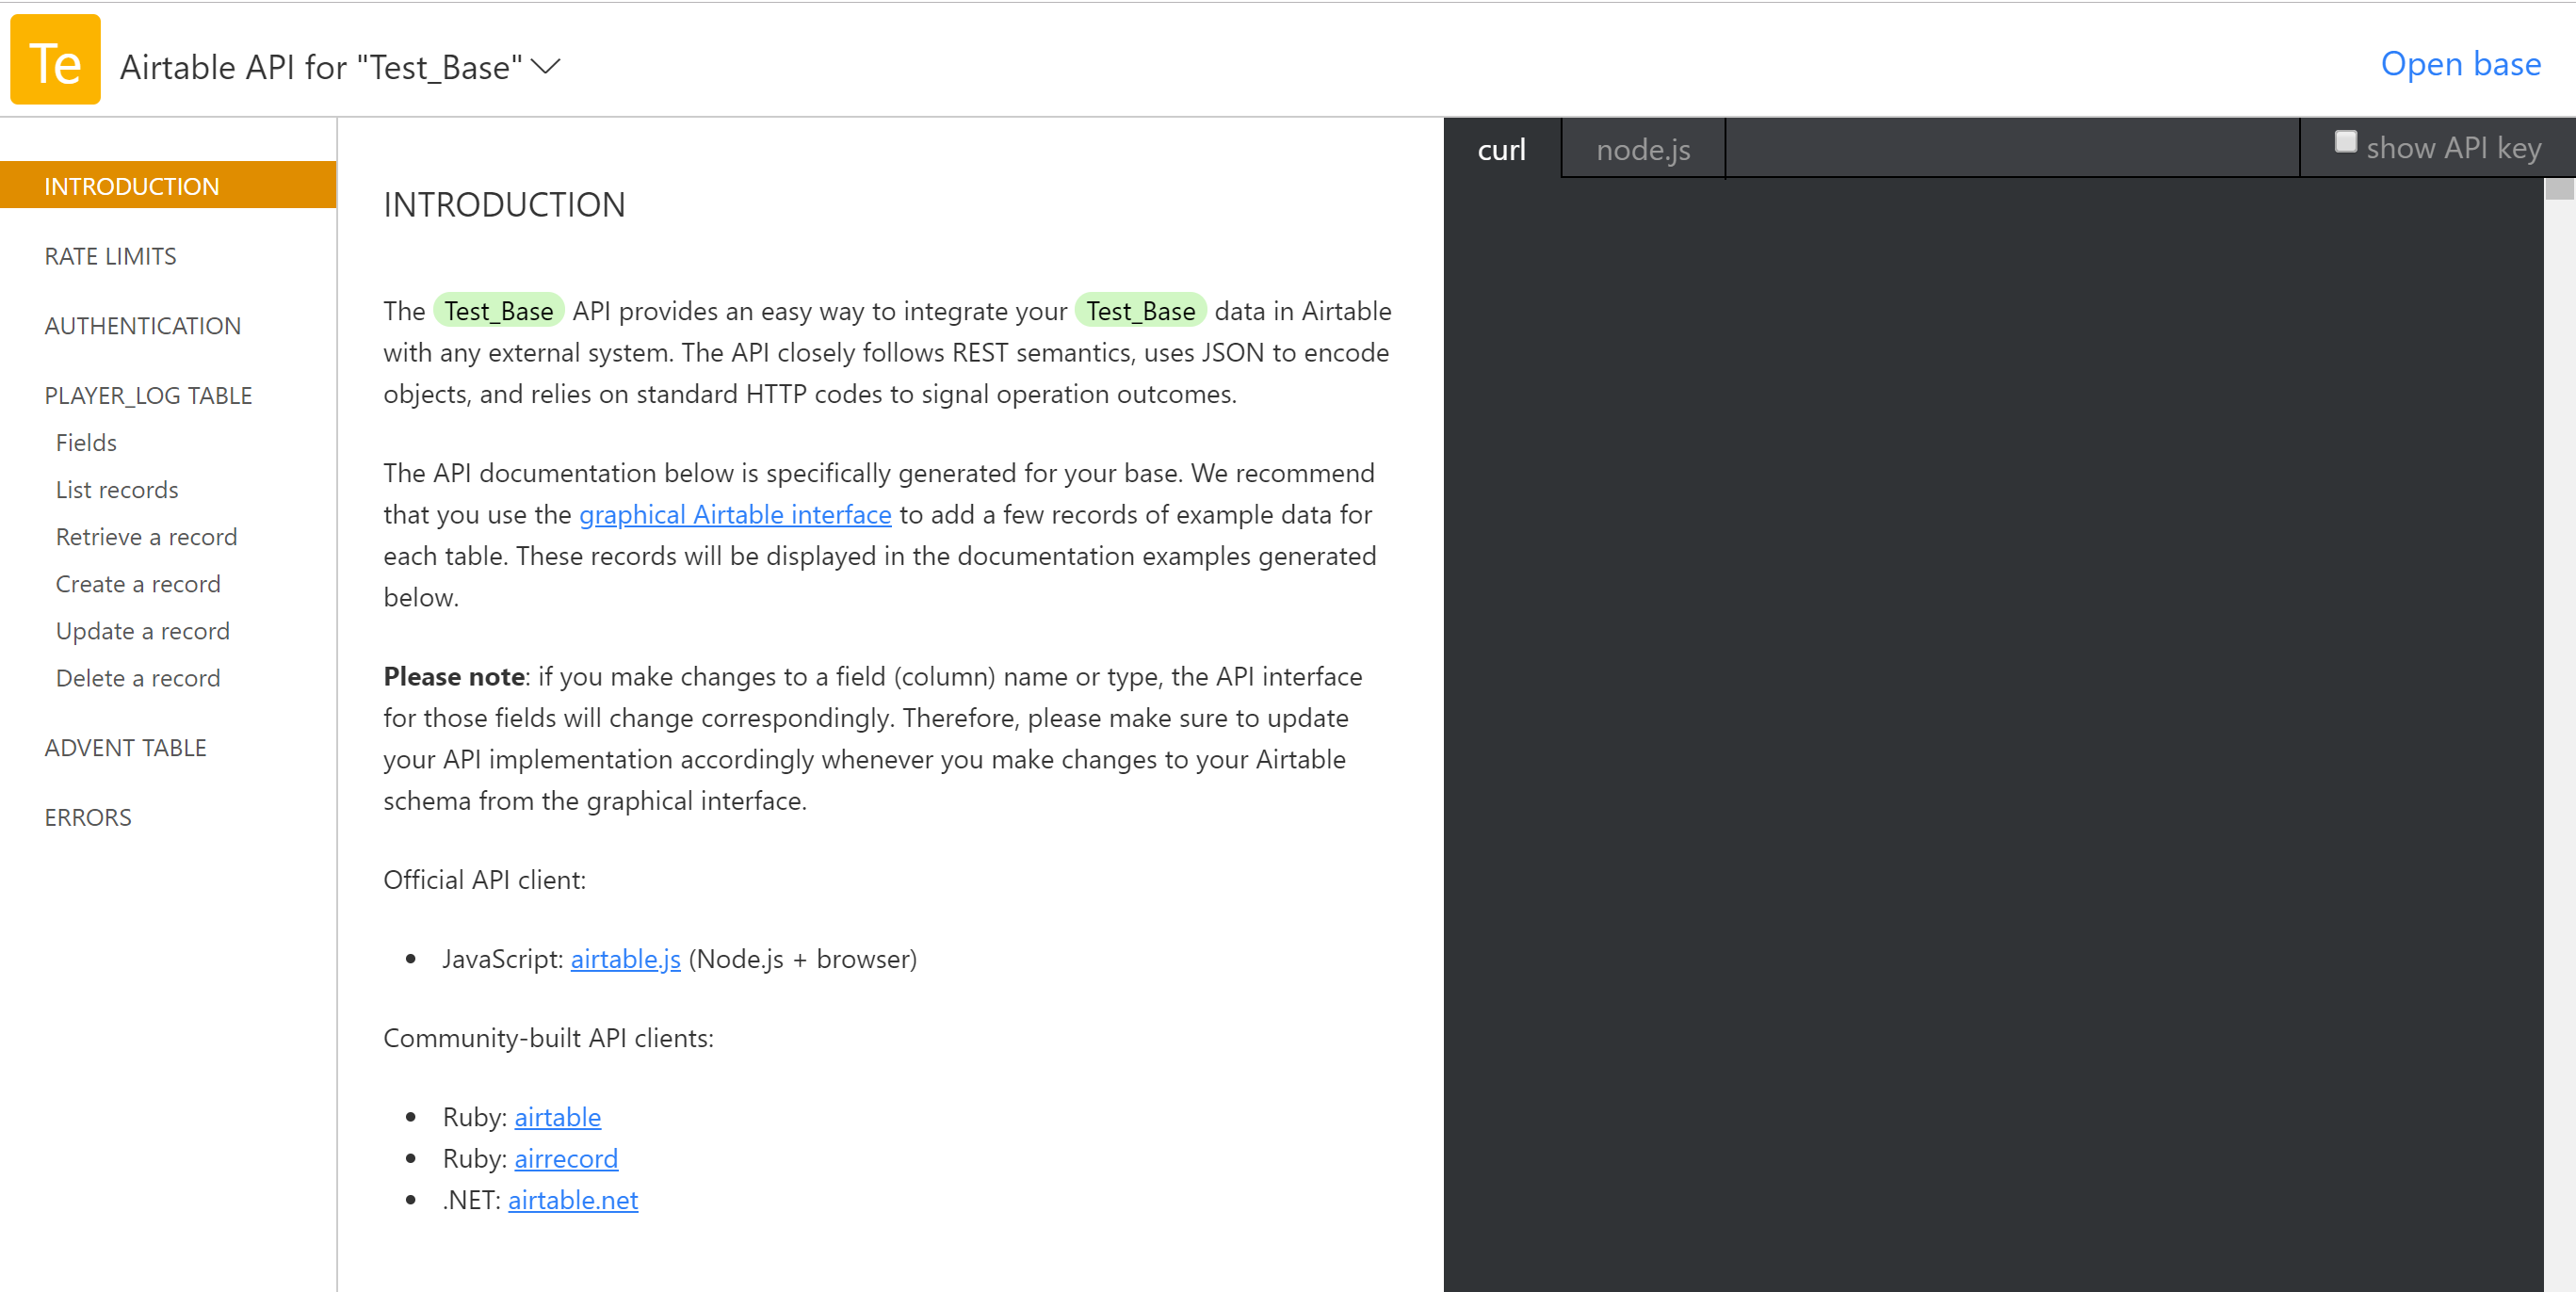 Te
Airtable API for "Test_Base"
Open base
INTRODUCTION
RATE LIMITS
AUTHENTICATION
PLAYER_LOG TABLE
Fields
List records
Retrieve a record
Create a record
Update a record
Delete a record
ADVENT TABLE
ERRORS
INTRODUCTION
The Test_Base API provides an easy way to integrate your Test_Base data in Airtable
with any external system. The API closely follows REST semantics, uses JSON to encode
objects, and relies on standard HTTP codes to signal operation outcomes.
The API documentation below is specifically generated for your base. We recommend
that you use the graphical Airtable interface to add a few records of example data for
each table. These records will be displayed in the documentation examples generated
below.
Please note: if you make changes to a field (column) name or type, the API interface
for those fields will change correspondingly. Therefore, please make sure to update
your API implementation accordingly whenever you make changes to your Airtable
schema from the graphical interface.
Official API client:
• JavaScript: airtable.js (Node.js + browser)
Community-built API clients:
• Ruby: airtable
• Ruby: airrecord
• .NET: airtable.net
curl
node.js
show API key